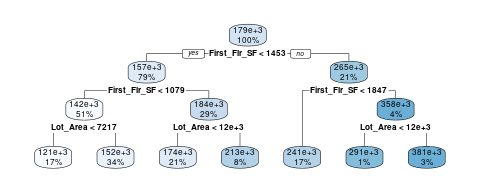 179e+3
100%
yes First_Flr_SF < 1453 no
157e+3
79%
265e+3
21%
First_Flr_SF < 1079
First_Flr_SF < 1847
142e+3
51%
184e+3
29%
358e+3
4%
Lot_Area < 7217
Lot_Area < 12e+3
Lot_Area < 12e+3
121e+3
17%
152e+3
34%
174e+3
21%
213e+3
8%
241e+3
17%
291e+3
1%
381e+3
3%